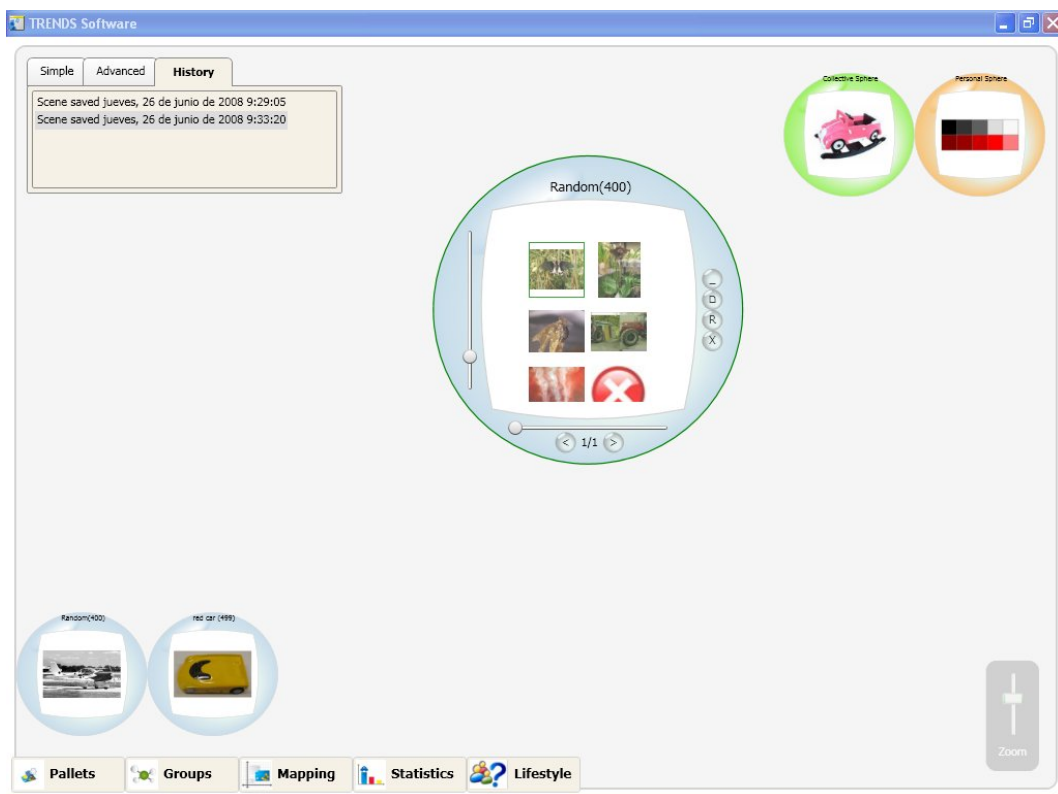 TRENDS Software
Simple Advanced History
Scene saved jueves, 26 de junio de 2008 9:29:05
Scene saved jueves, 26 de junio de 2008 9:33:20
Collective Sphere
Personal Sphere
Random(400)
_
D
R
X
< 1/1 >
Random(400)
red car (499)
Zoom
Pallets Groups Mapping Statistics Lifestyle